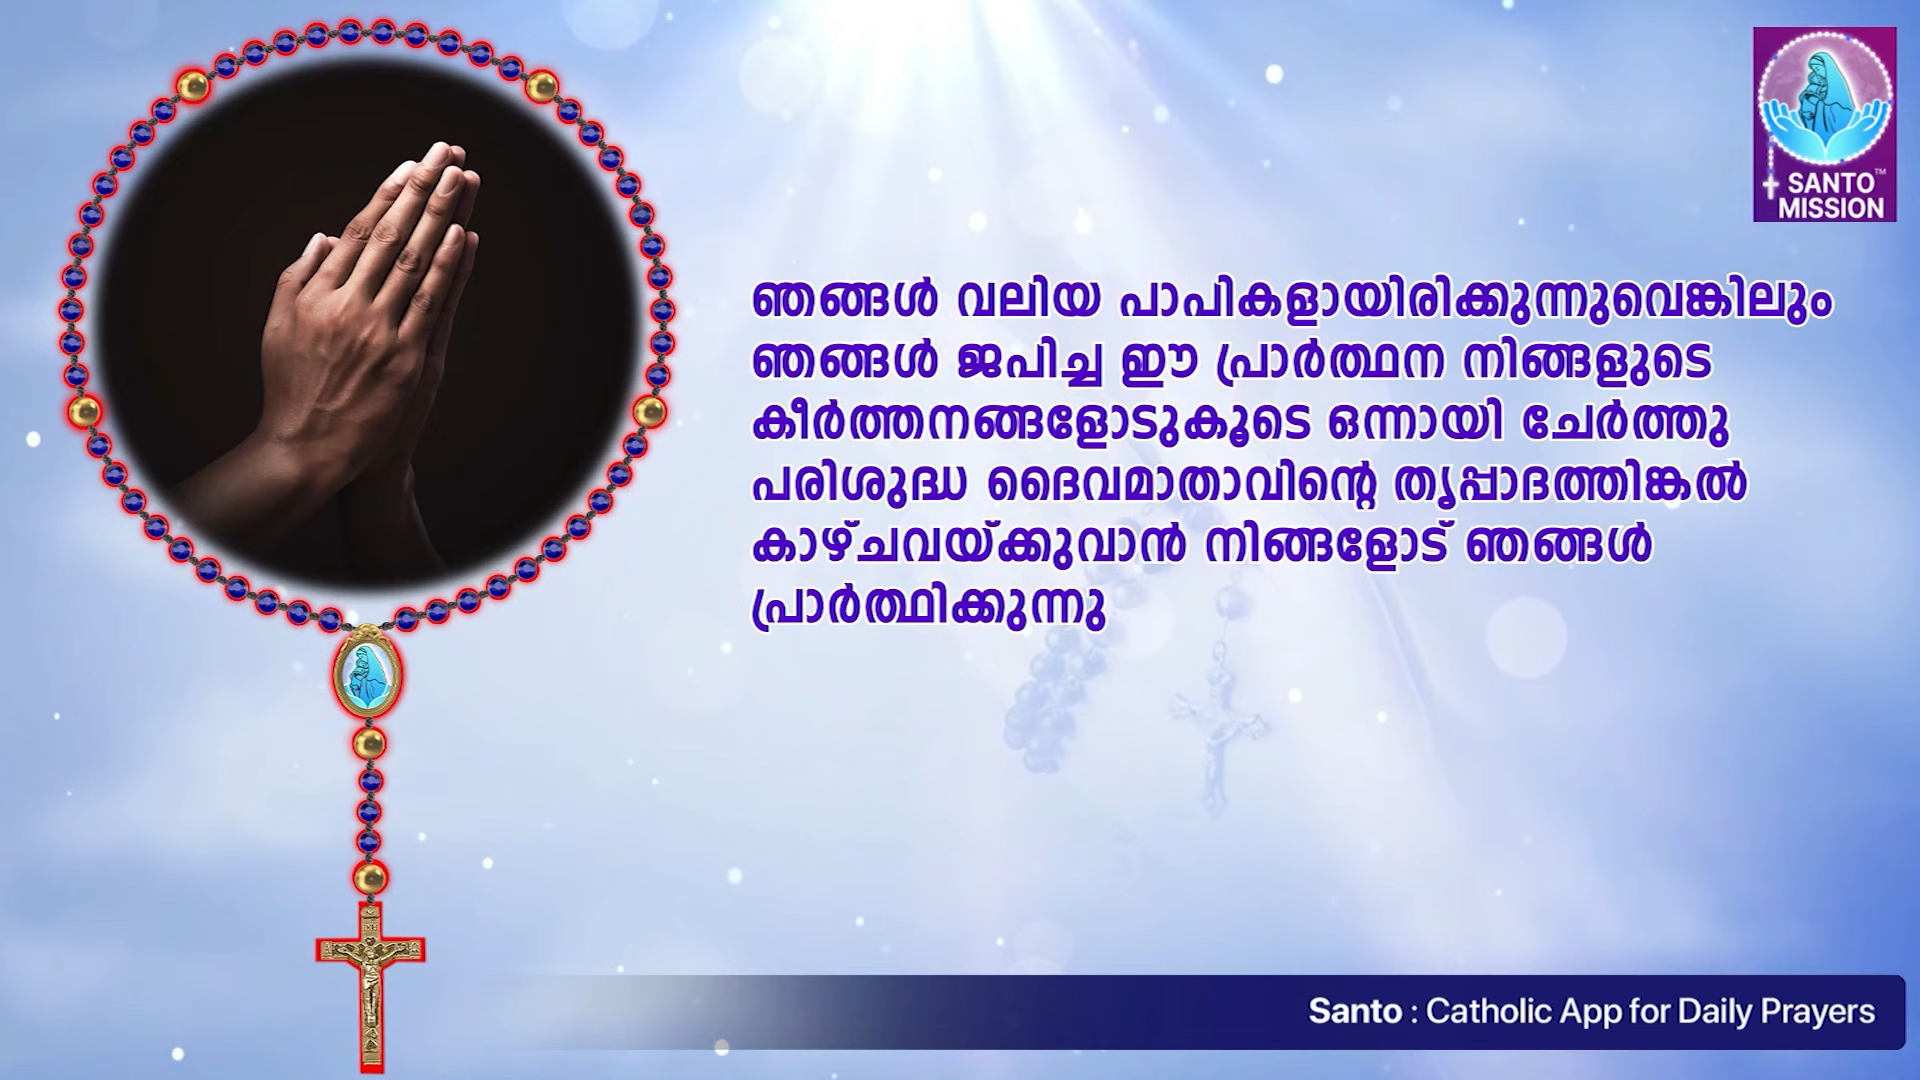 SANTO™
MISSION
ഞങ്ങൾ വലിയ പാപികളായിരിക്കുന്നുവെങ്കിലും
ഞങ്ങൾ ജപിച്ച ഈ പ്രാർത്ഥന നിങ്ങളുടെ
കീർത്തനങ്ങളോടുകൂടെ ഒന്നായി ചേർത്തു
പരിശുദ്ധ ദൈവമാതാവിന്റെ തൃപ്പാദത്തിങ്കൽ
കാഴ്ചവയ്ക്കുവാൻ നിങ്ങളോട് ഞങ്ങൾ
പ്രാർത്ഥിക്കുന്നു
Santo : Catholic App for Daily Prayers